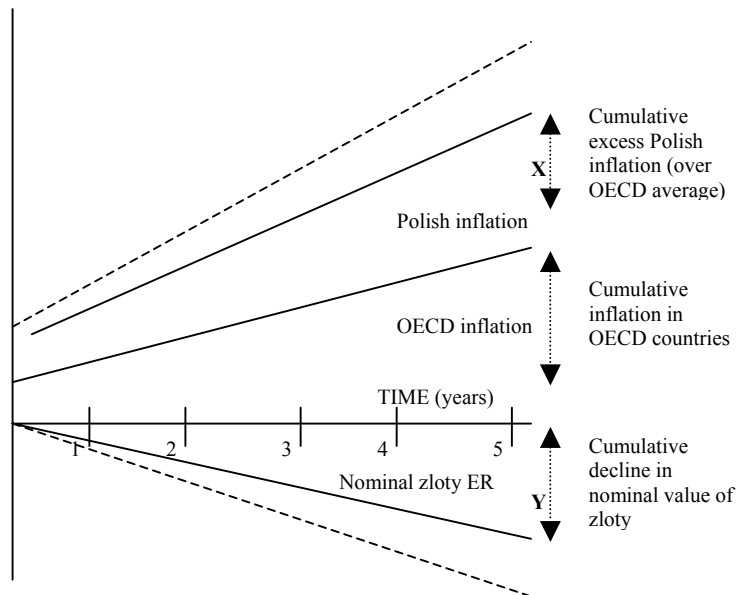 Cumulative
excess Polish
inflation (over
OECD average)
X
Polish inflation
Cumulative
inflation in
OECD countries
OECD inflation
TIME (years)
1 2 3 4 5
Nominal zloty ER
Y
Cumulative
decline in
nominal value of
zloty